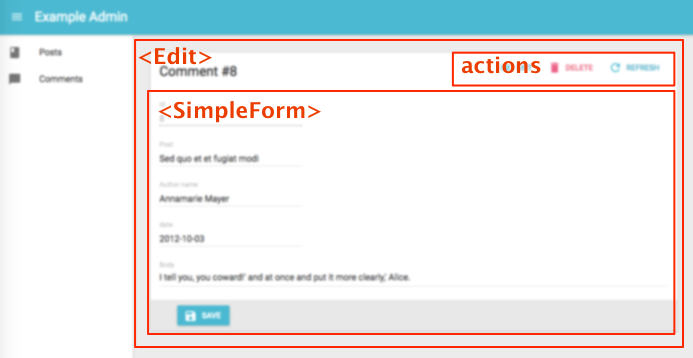 Example Admin
Posts
Comments
<Edit>
Comment #8
actions
DELETE
REFRESH
<SimpleForm>
Post
Sed quo et et fugiat modi
Author name
Annamarie Mayer
date
2012-10-03
Body
I tell you, you coward!' and at once and put it more clearly,' Alice.
SAVE